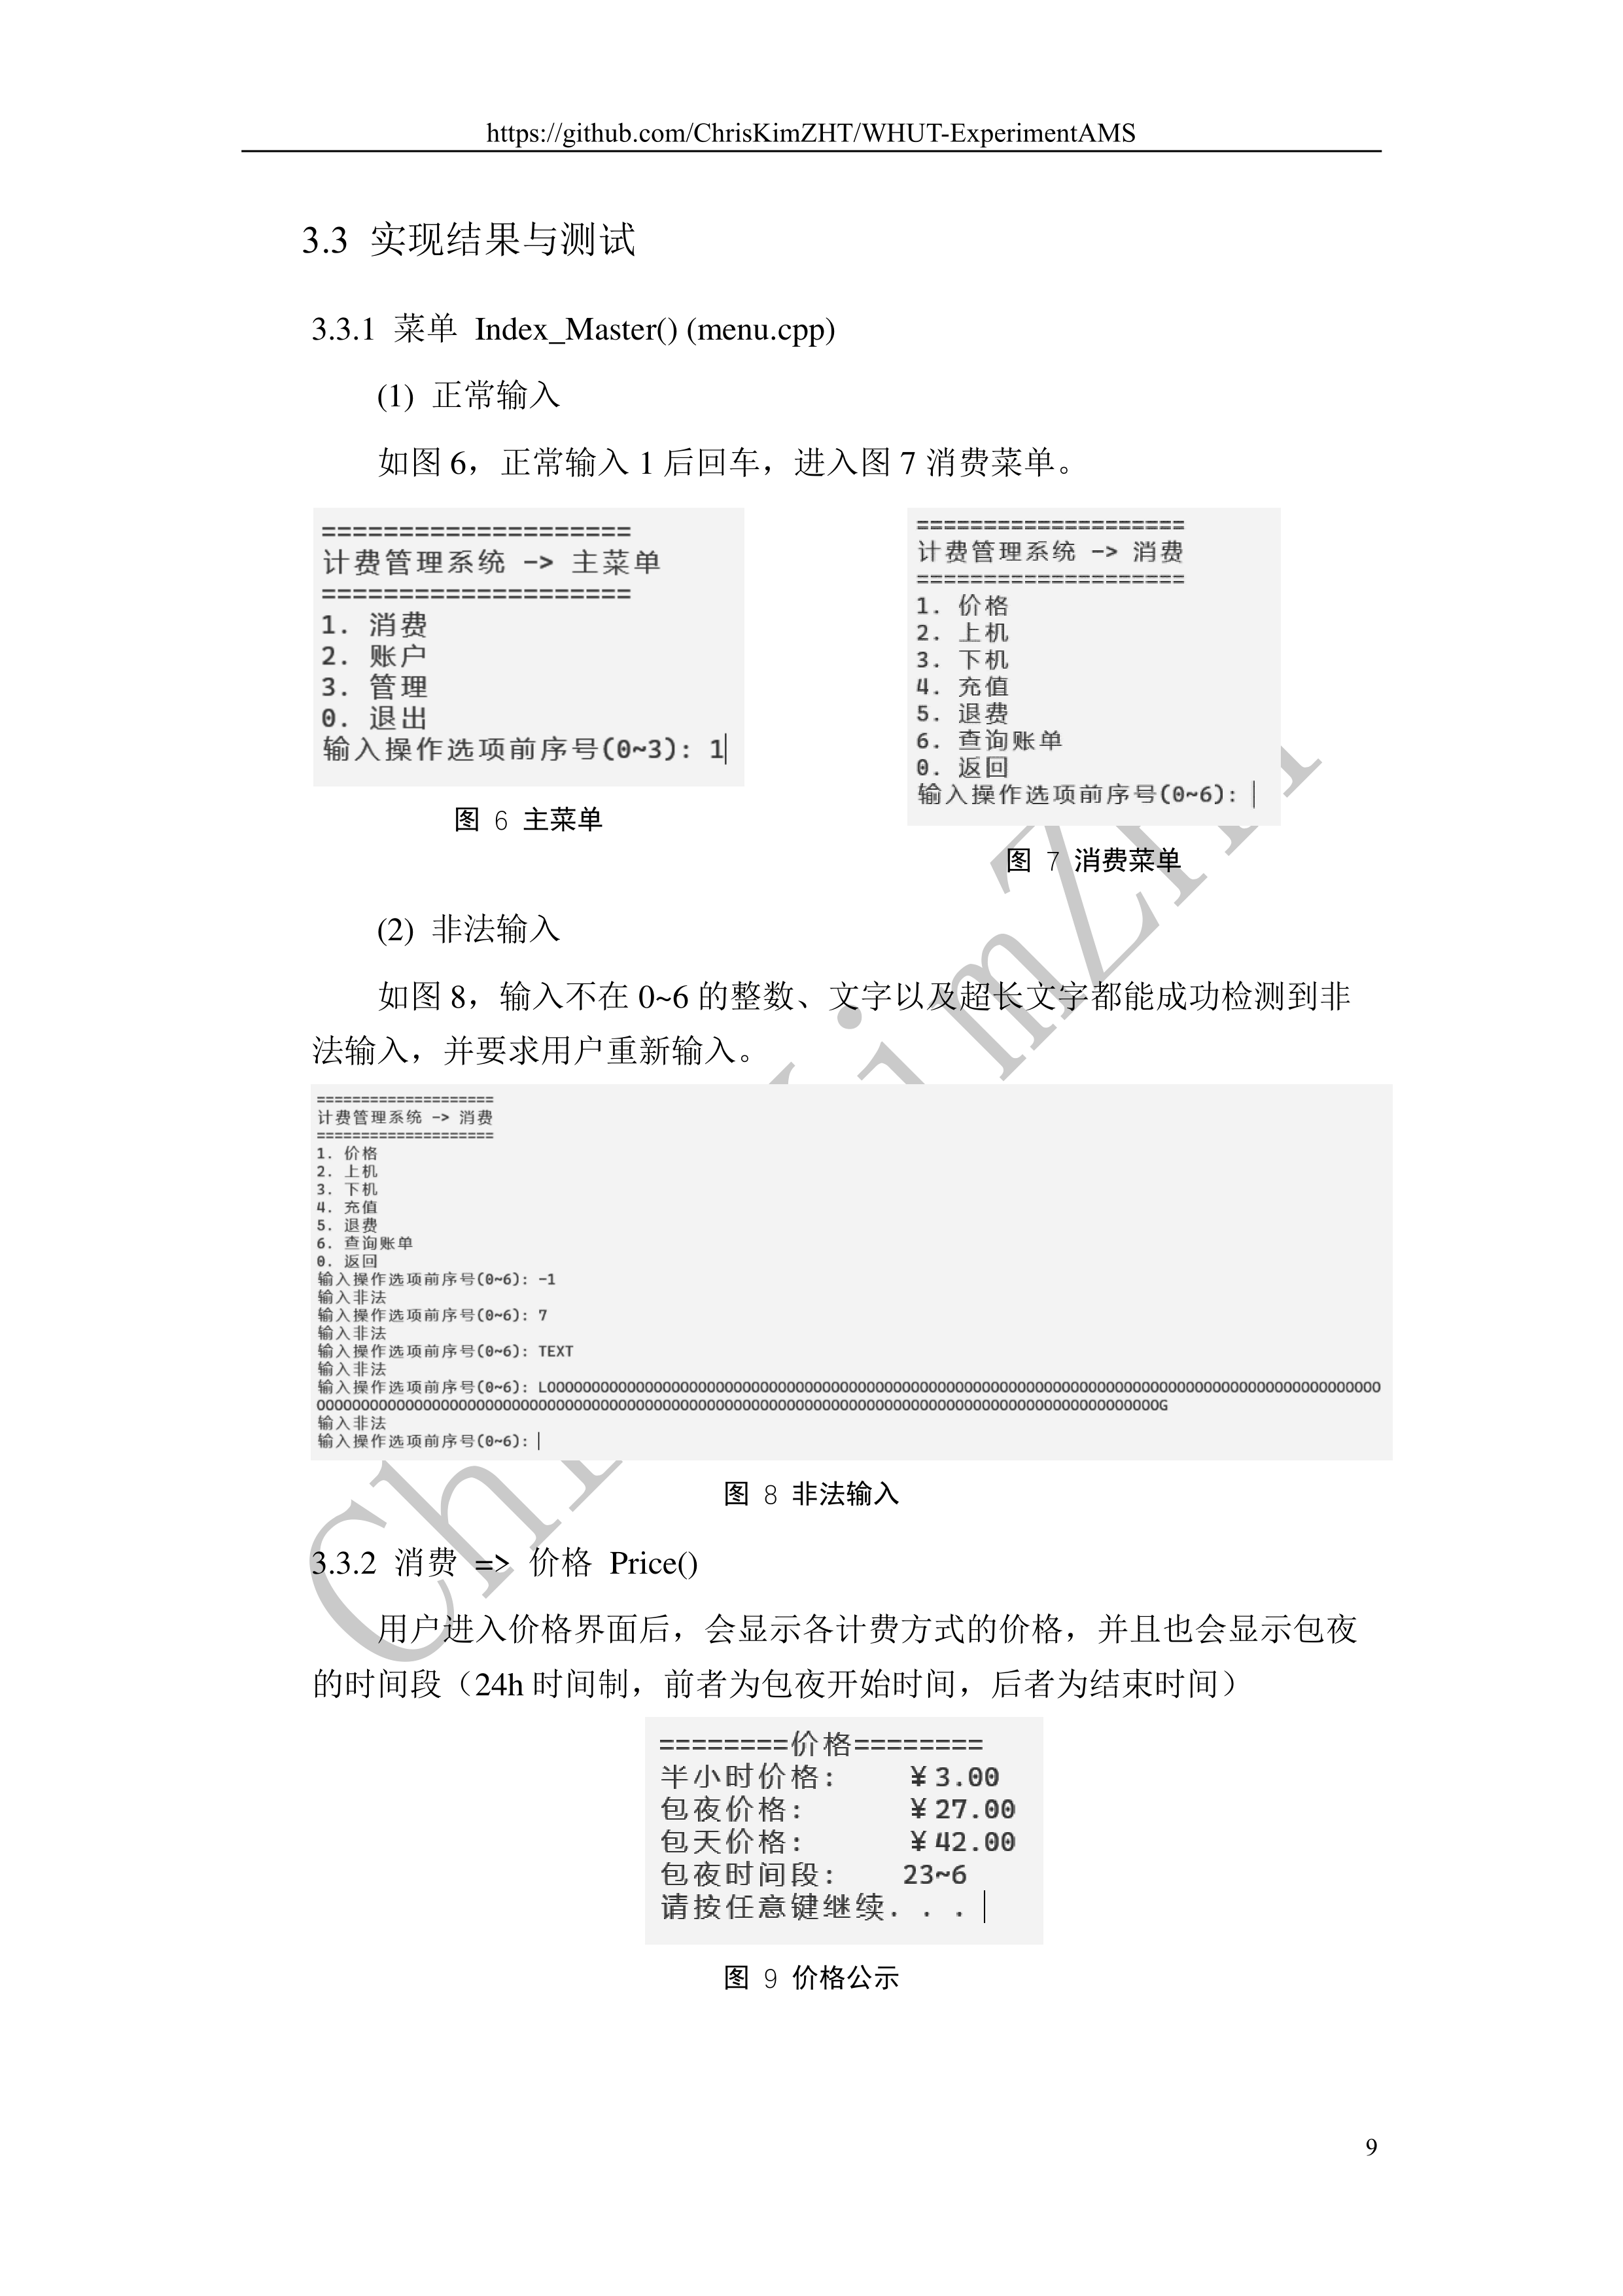 https://github.com/ChrisKimZHT/WHUT-ExperimentAMS
3.3 实现结果与测试
3.3.1 菜单 Index_Master() (menu.cpp)
(1) 正常输入
如图 6，正常输入 1 后回车，进入图 7 消费菜单。
====================
计费管理系统 -> 主菜单
====================
1. 消费
2. 账户
3. 管理
0. 退出
输入操作选项前序号(0~3): 1
图 6 主菜单
====================
计费管理系统 -> 消费
====================
1. 价格
2. 上机
3. 下机
4. 充值
5. 退费
6. 查询账单
0. 返回
输入操作选项前序号(0~6):
图 7 消费菜单
(2) 非法输入
如图 8，输入不在 0~6 的整数、文字以及超长文字都能成功检测到非
法输入，并要求用户重新输入。
====================
计费管理系统 -> 消费
====================
1. 价格
2. 上机
3. 下机
4. 充值
5. 退费
6. 查询账单
0. 返回
输入操作选项前序号(0~6): -1
输入非法
输入操作选项前序号(0~6): 7
输入非法
输入操作选项前序号(0~6): TEXT
输入非法
输入操作选项前序号(0~6): LOOOOOOOOOOOOOOOOOOOOOOOOOOOOOOOOOOOOOOOOOOOOOOOOOOOOOOOOOOOOOOOOOOOOOOOOOOOOOOOOOOOOOOOOOOOOOO
OOOOOOOOOOOOOOOOOOOOOOOOOOOOOOOOOOOOOOOOOOOOOOOOOOOOOOOOOOOOOOOOOOOOOOOOOOOOOOOOOOOOOOOOOOOOOOOG
输入非法
输入操作选项前序号(0~6):
图 8 非法输入
3.3.2 消费 => 价格 Price()
用户进入价格界面后，会显示各计费方式的价格，并且也会显示包夜
的时间段（24h 时间制，前者为包夜开始时间，后者为结束时间）
========价格========
半小时价格: ￥3.00
包夜价格: ￥27.00
包天价格: ￥42.00
包夜时间段: 23~6
请按任意键继续. . .
图 9 价格公示
9